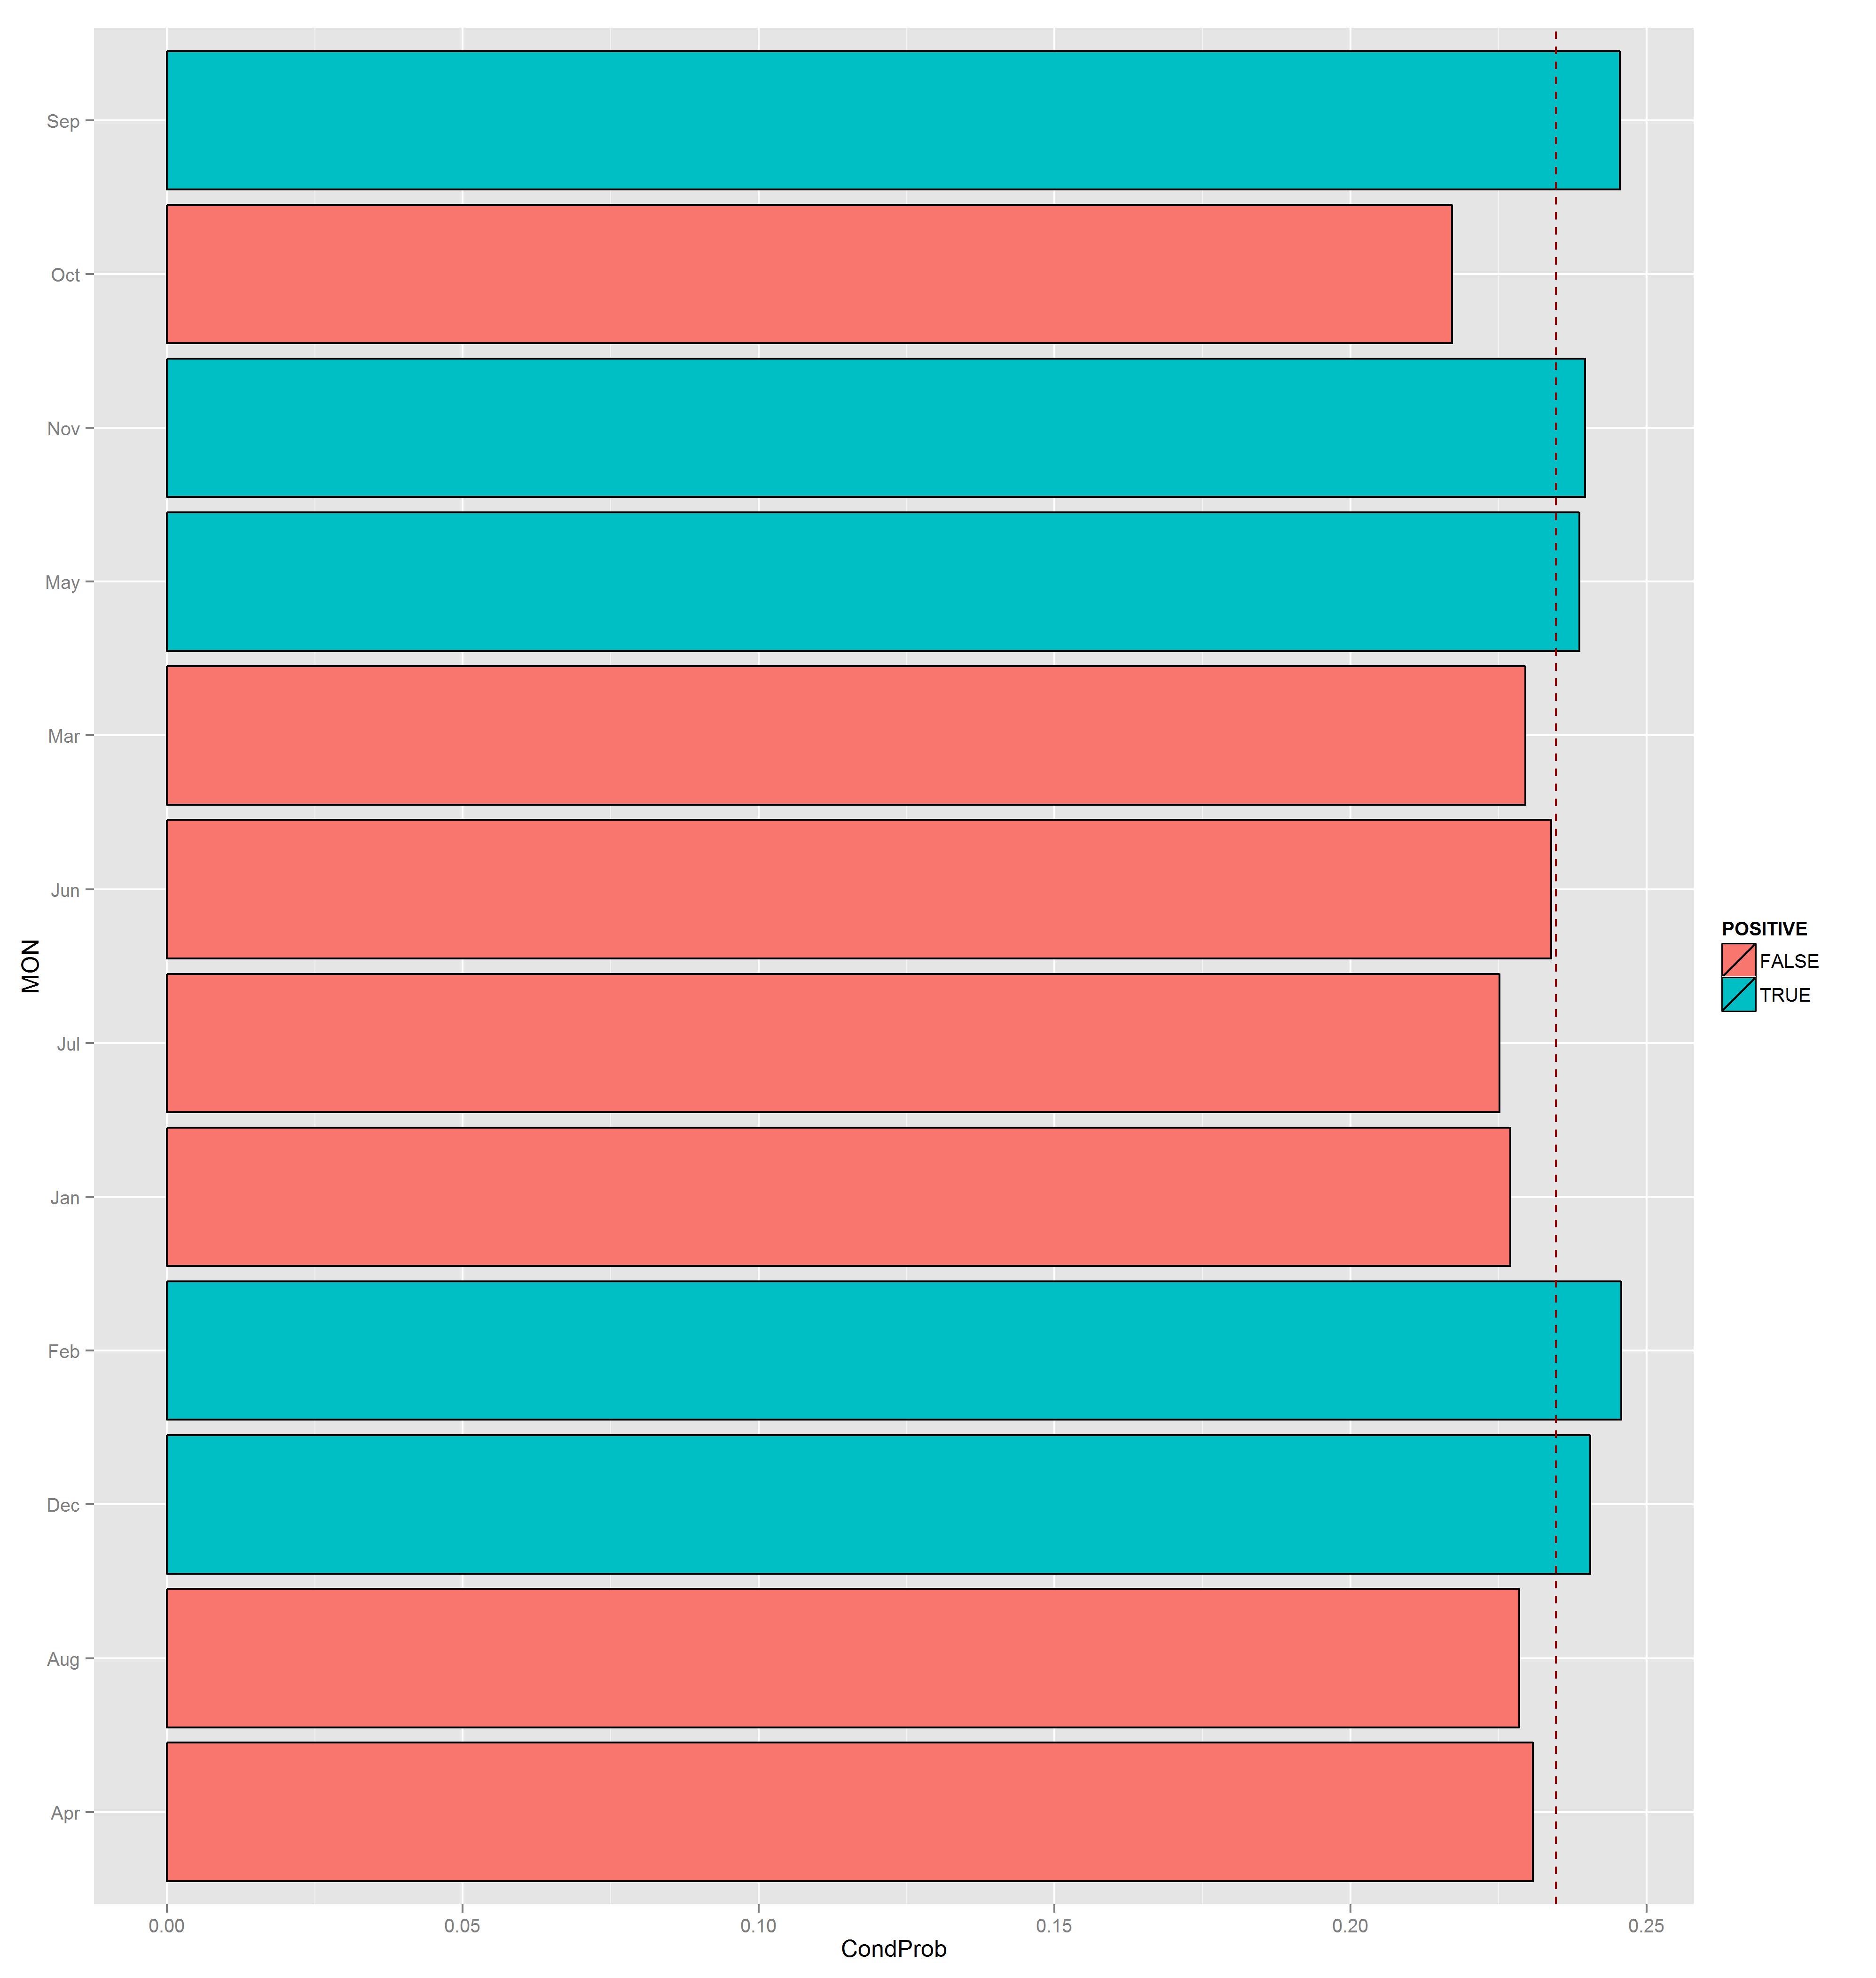 Sep
Oct
Nov
May
Mar
Jun
Jul
Jan
Feb
Dec
Aug
Apr
MON
0.00 0.05 0.10 0.15 0.20 0.25
CondProb
POSITIVE
FALSE
TRUE